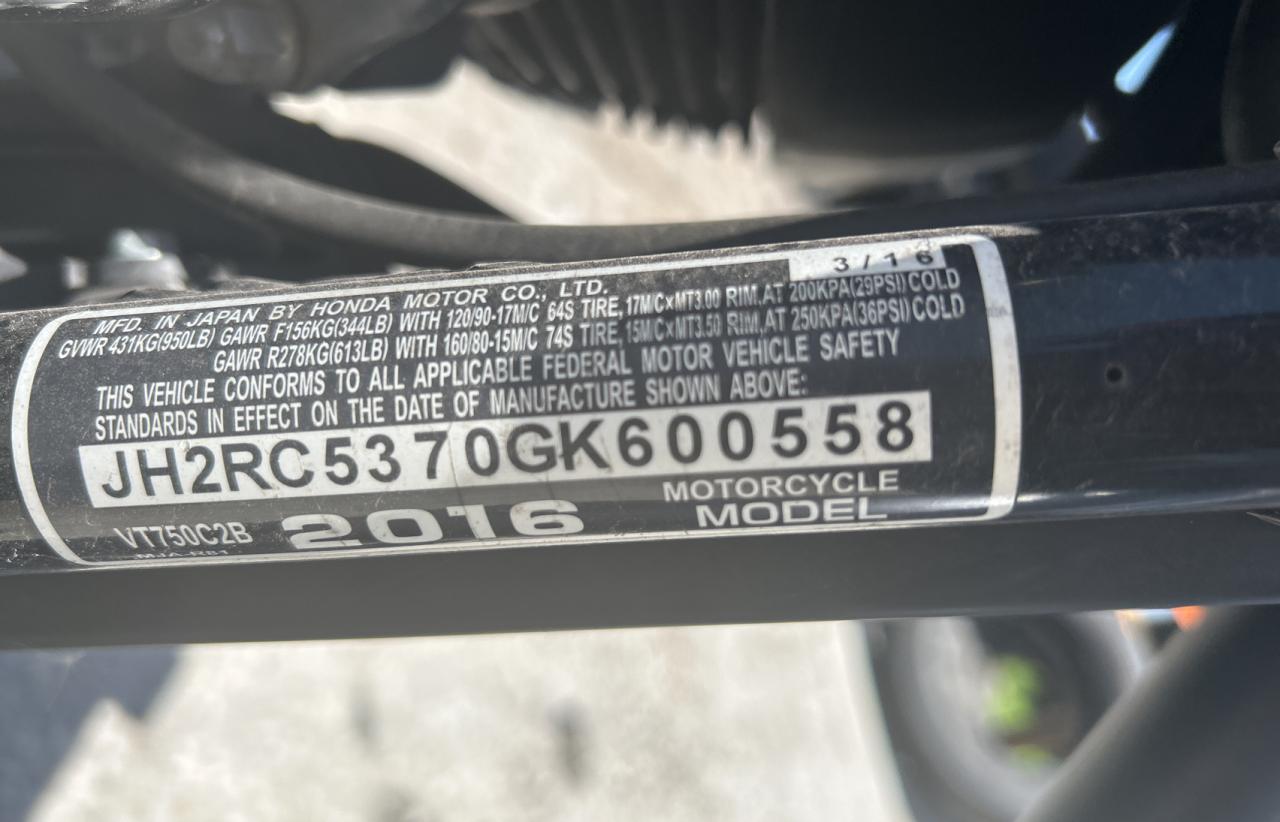 3/16
MFD. IN JAPAN BY HONDA MOTOR CO., LTD.
GVWR 431KG(950LB) GAWR F156KG(344LB) WITH 120/90-17M/C 64S TIRE,17M/C×MT3.00 RIM,AT 200KPA(29PSI)COLD
GAWR R278KG(613LB) WITH 160/80-15M/C 74S TIRE,15M/C×MT3.50 RIM,AT 250KPA(36PSI)COLD
THIS VEHICLE CONFORMS TO ALL APPLICABLE FEDERAL MOTOR VEHICLE SAFETY
STANDARDS IN EFFECT ON THE DATE OF MANUFACTURE SHOWN ABOVE:
JH2RC5370GK600558
VT750C2B 2016 MOTORCYCLE
MODEL
MJA-R81